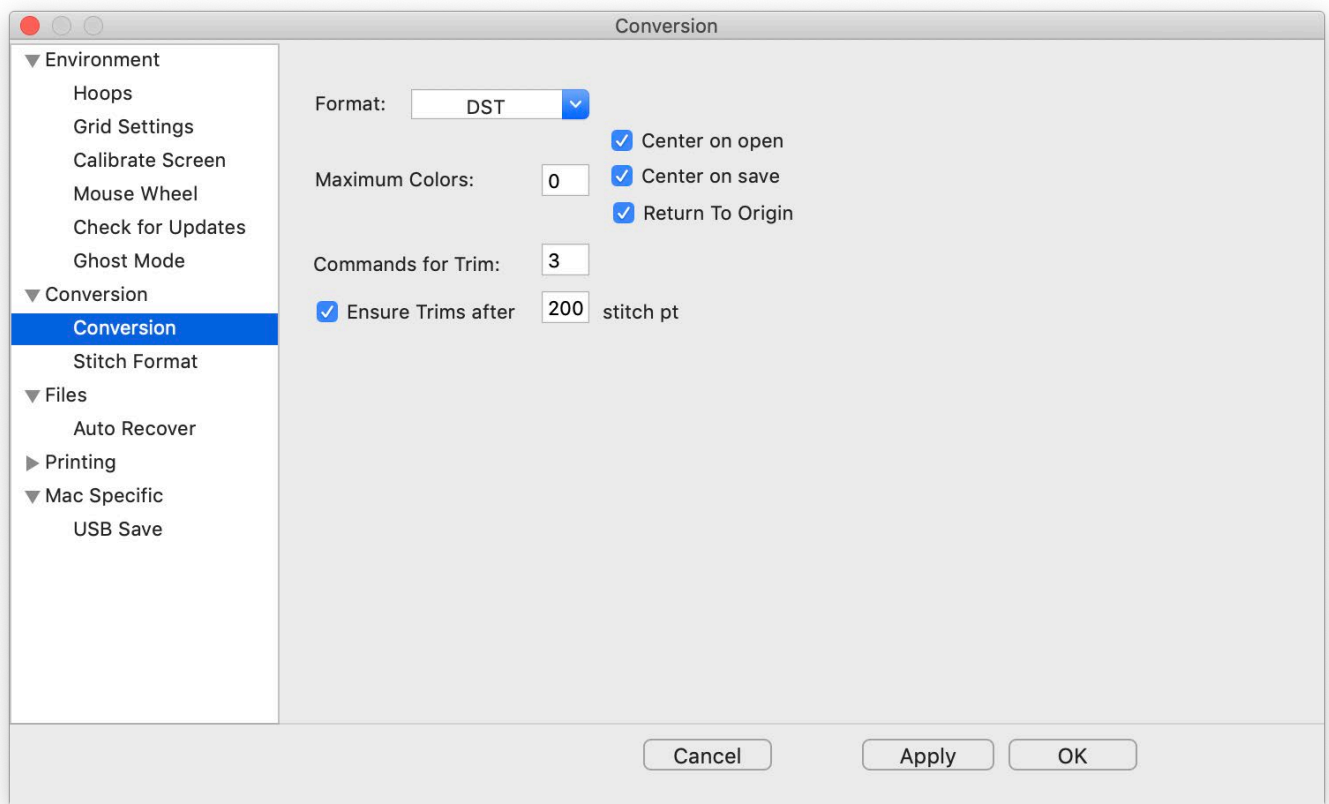 Conversion
Environment
Hoops
Grid Settings
Calibrate Screen
Mouse Wheel
Check for Updates
Ghost Mode
Conversion
Conversion
Stitch Format
Files
Auto Recover
Printing
Mac Specific
USB Save
Format: DST
Center on open
Maximum Colors: 0
Center on save
Return To Origin
Commands for Trim: 3
Ensure Trims after 200 stitch pt
Cancel Apply OK